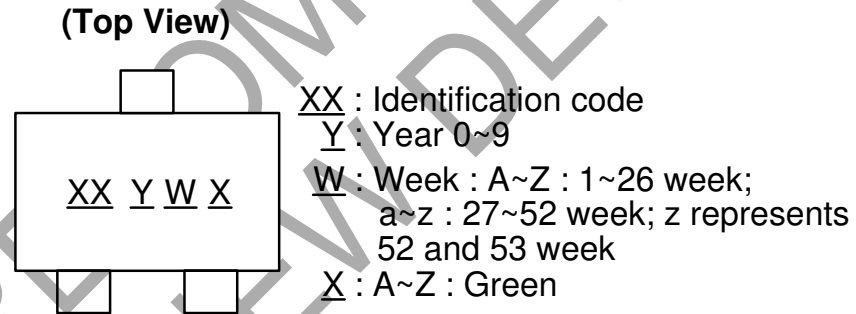 (Top View)
XX Y W X
XX : Identification code
Y : Year 0~9
W : Week : A~Z : 1~26 week;
a~z : 27~52 week; z represents
52 and 53 week
X : A~Z : Green